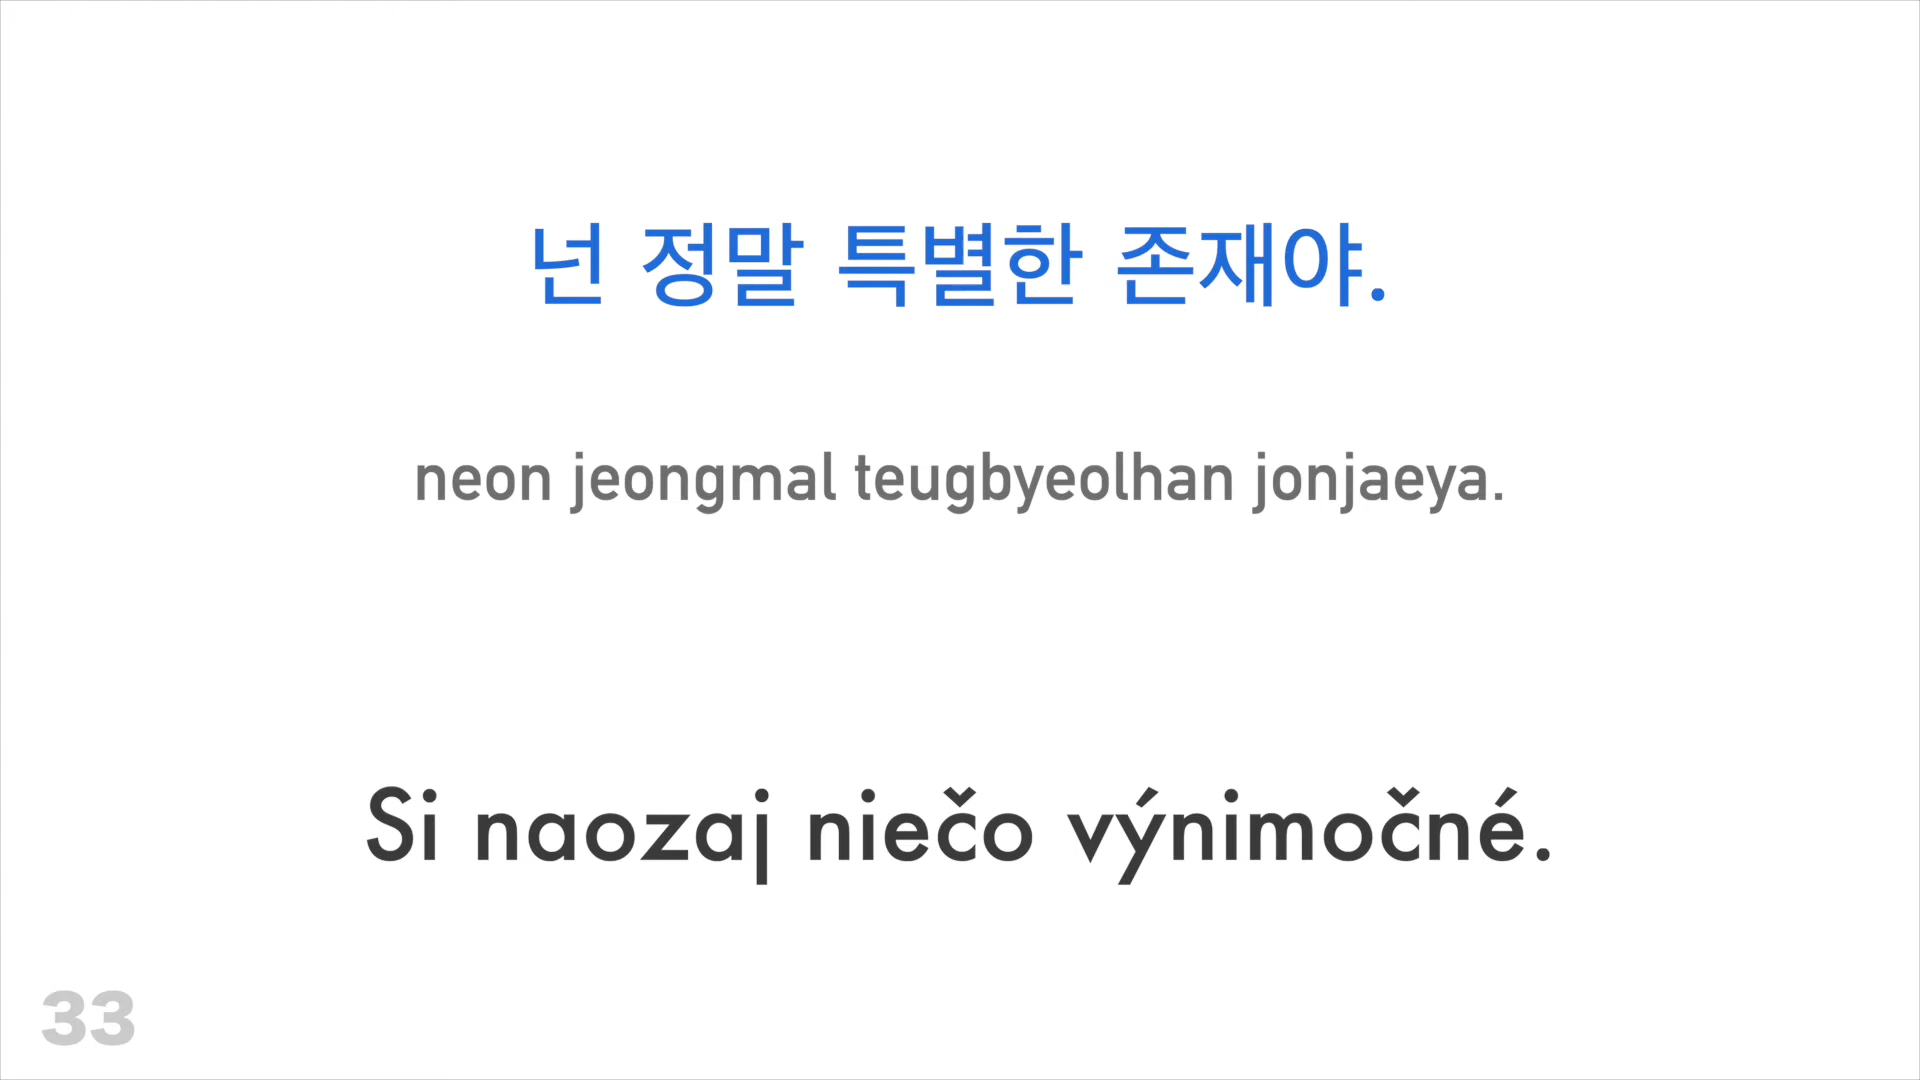 넌 정말 특별한 존재야.
neon jeongmal teugbyeolhan jonjaeya.
Si naozaj niečo výnimočné.
33